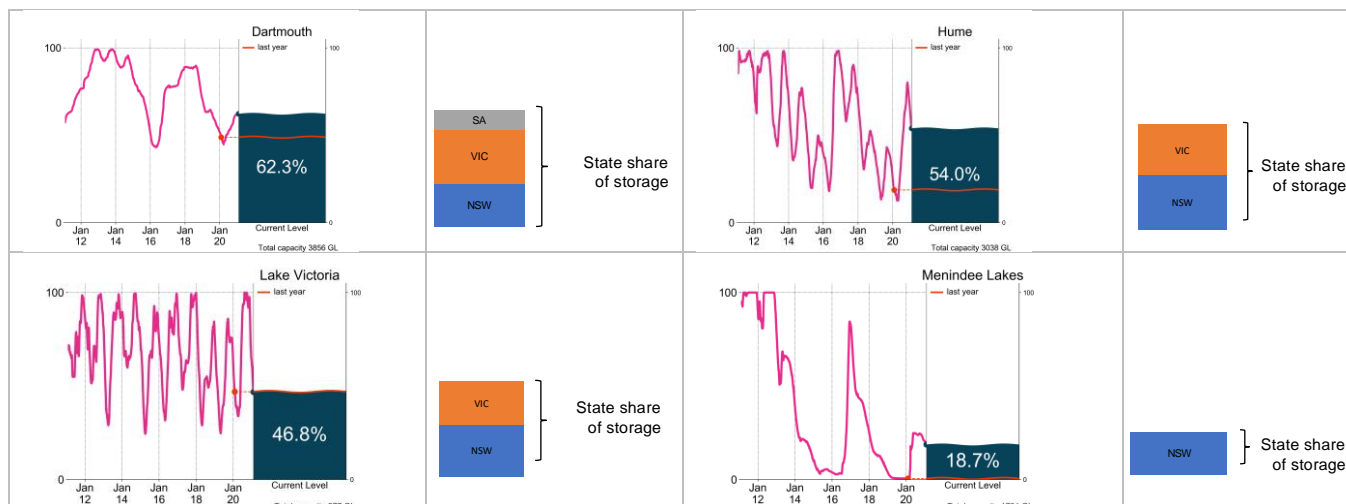 Dartmouth
last year
100
100
62.3%
0
0
Jan 12
Jan 14
Jan 16
Jan 18
Jan 20
Current Level
Total capacity 3856 GL
SA
VIC
NSW
State share
of storage
Hume
last year
100
100
54.0%
0
0
Jan 12
Jan 14
Jan 16
Jan 18
Jan 20
Current Level
Total capacity 3038 GL
VIC
NSW
State share
of storage
Lake Victoria
last year
100
100
46.8%
0
0
Jan 12
Jan 14
Jan 16
Jan 18
Jan 20
Current Level
VIC
NSW
State share
of storage
Menindee Lakes
last year
100
100
18.7%
0
0
Jan 12
Jan 14
Jan 16
Jan 18
Jan 20
Current Level
NSW
State share
of storage